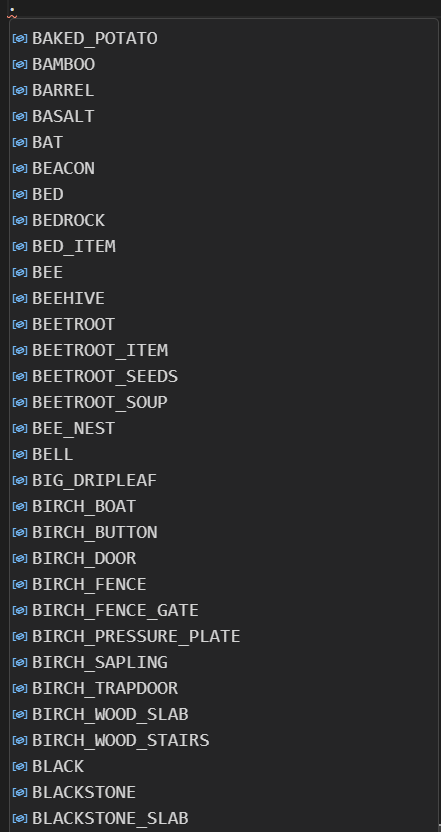 .
BAKED_POTATO
BAMBOO
BARREL
BASALT
BAT
BEACON
BED
BEDROCK
BED_ITEM
BEE
BEEHIVE
BEETROOT
BEETROOT_ITEM
BEETROOT_SEEDS
BEETROOT_SOUP
BEE_NEST
BELL
BIG_DRIPLEAF
BIRCH_BOAT
BIRCH_BUTTON
BIRCH_DOOR
BIRCH_FENCE
BIRCH_FENCE_GATE
BIRCH_PRESSURE_PLATE
BIRCH_SAPLING
BIRCH_TRAPDOOR
BIRCH_WOOD_SLAB
BIRCH_WOOD_STAIRS
BLACK
BLACKSTONE
BLACKSTONE_SLAB